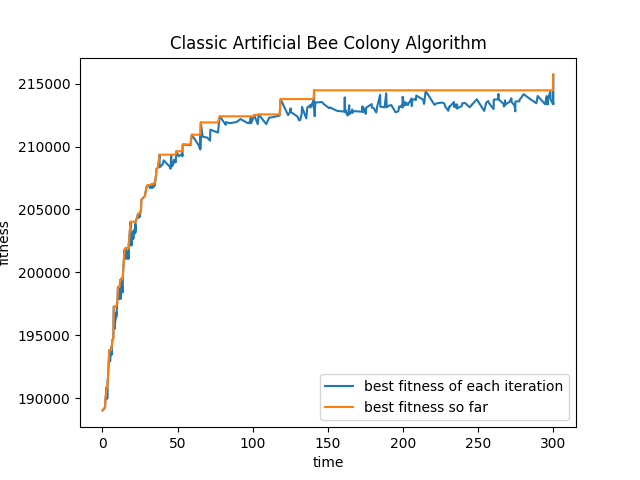 Classic Artificial Bee Colony Algorithm
215000
210000
205000
200000
195000
190000
fitness
best fitness of each iteration
best fitness so far
0 50 100 150 200 250 300
time